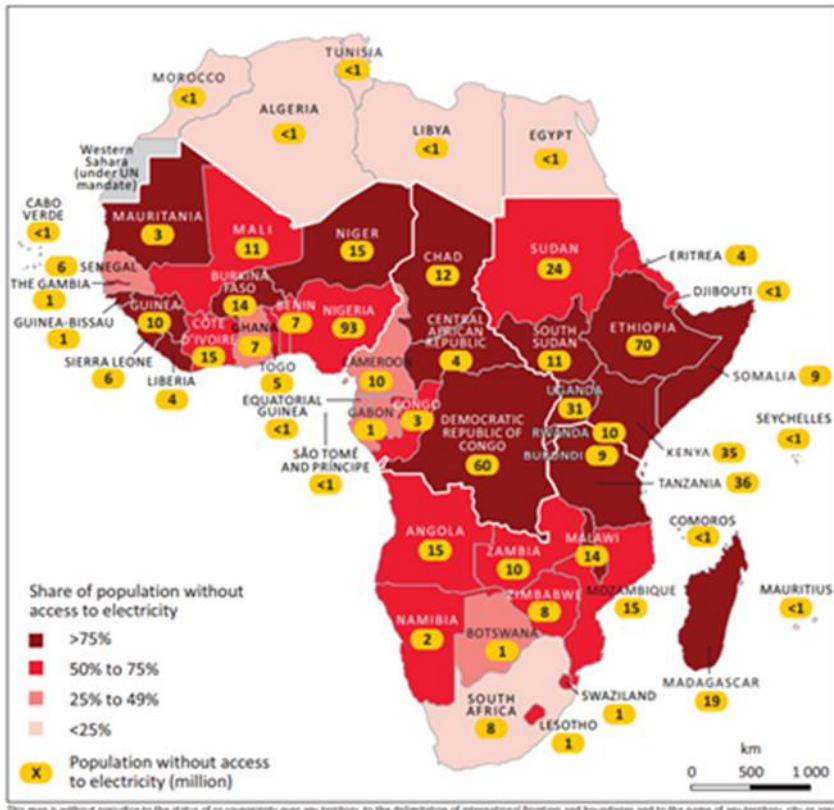 TUNISIA
<1
MOROCCO
<1
ALGERIA
<1
LIBYA
<1
EGYPT
<1
Western
Sahara
(under UN
mandate)
CABO
VERDE
<1
MAURITANIA
3
MALI
11
NIGER
15
CHAD
12
SUDAN
24
ERITREA 4
DJIBOUTI <1
6 SENEGAL
THE GAMBIA
1
GUINEA-BISSAU
1
GUINEA
10
SIERRA LEONE
6
LIBERIA
4
BURKINA
FASO
14
CÔTE
D'IVOIRE
15
GHANA
7
TOGO
5
BENIN
7
NIGERIA
93
CAMEROON
10
CENTRAL
AFRICAN
REPUBLIC
4
SOUTH
SUDAN
11
ETHIOPIA
70
SOMALIA 9
EQUATORIAL
GUINEA
<1
GABON
1
CONGO
3
SÃO TOMÉ
AND PRÍNCIPE
<1
DEMOCRATIC
REPUBLIC OF
CONGO
60
UGANDA
31
RWANDA 10
BURUNDI 9
KENYA 35
TANZANIA 36
SEYCHELLES
<1
COMOROS
<1
ANGOLA
15
ZAMBIA
10
MALAWI
14
MOZAMBIQUE
15
ZIMBABWE
8
NAMIBIA
2
BOTSWANA
1
MAURITIUS
<1
MADAGASCAR
19
SOUTH
AFRICA
8
SWAZILAND
1
LESOTHO
1
Share of population without
access to electricity
>75%
50% to 75%
25% to 49%
<25%
X Population without access
to electricity (million)
km
0 500 1 000